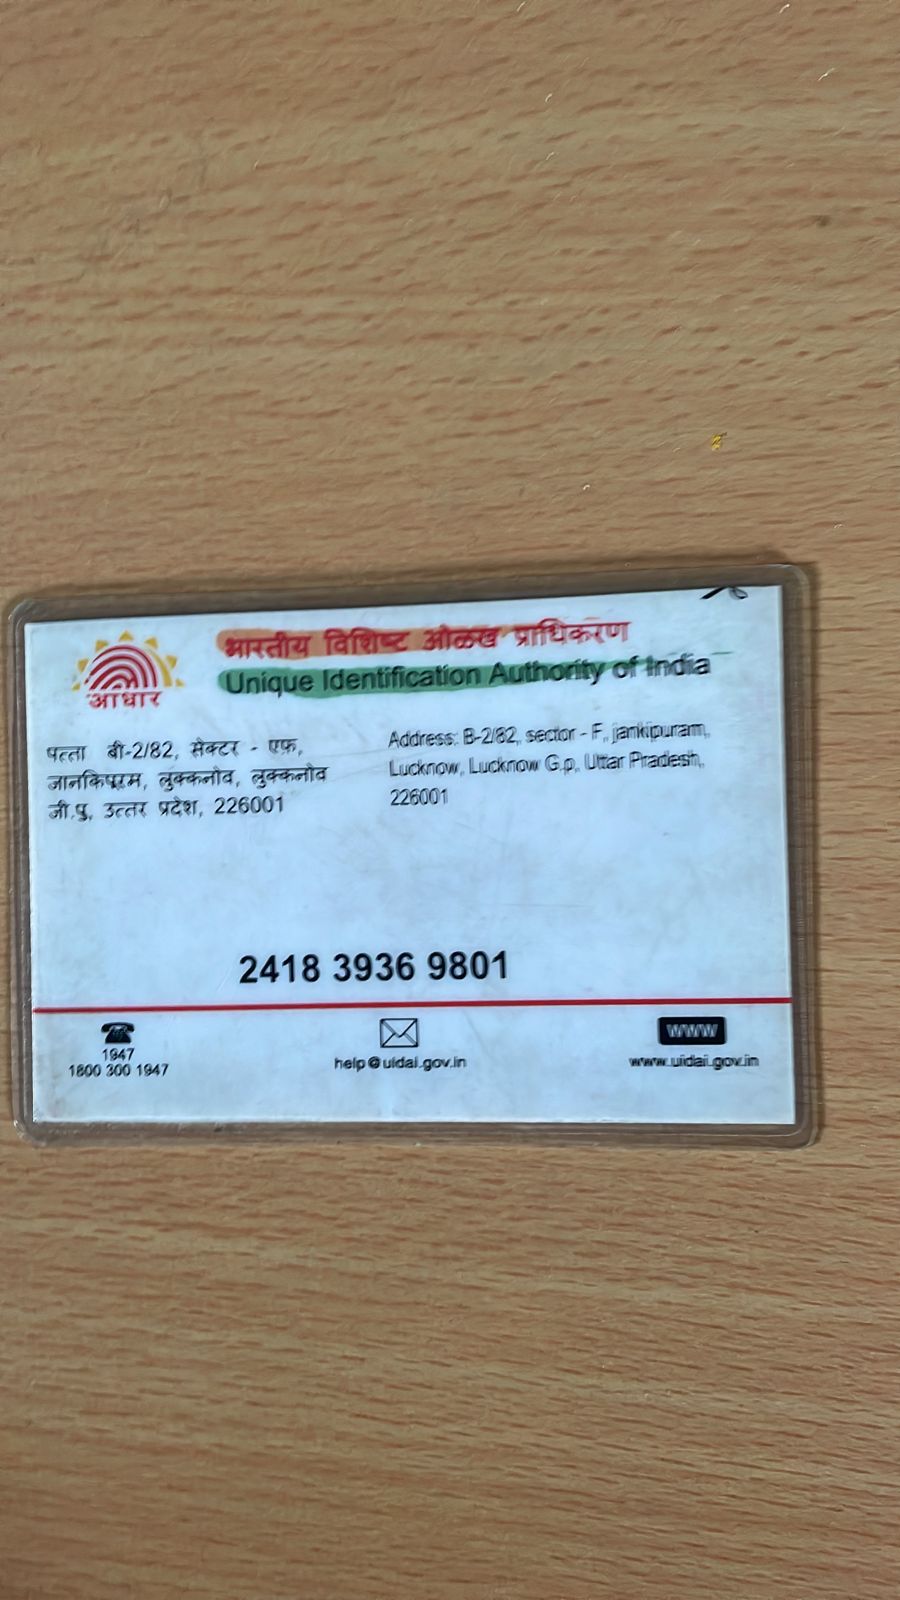 भारतीय विशिष्ट ओळख प्राधिकरण
Unique Identification Authority of India
आधार
पत्ता बी-2/82, सेक्टर - एफ़,
जानकिपूरम, लुक्कनोव, लुक्कनोव
जी.पु, उत्तर प्रदेश, 226001
Address: B-2/82, sector - F, jankipuram,
Lucknow, Lucknow G.p, Uttar Pradesh,
226001
2418 3936 9801
1947
1800 300 1947
help@uidai.gov.in
www
www.uidai.gov.in